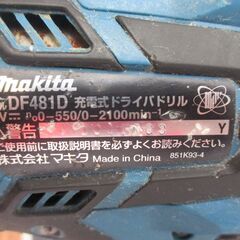 makita
DF481D 充電式ドライバドリル
V⎓ n₀0-550/0-2100min⁻¹
警告 Y
ご使用前に取扱説明書を必ずよくお読みください
株式会社マキタ Made in China 851K93-4